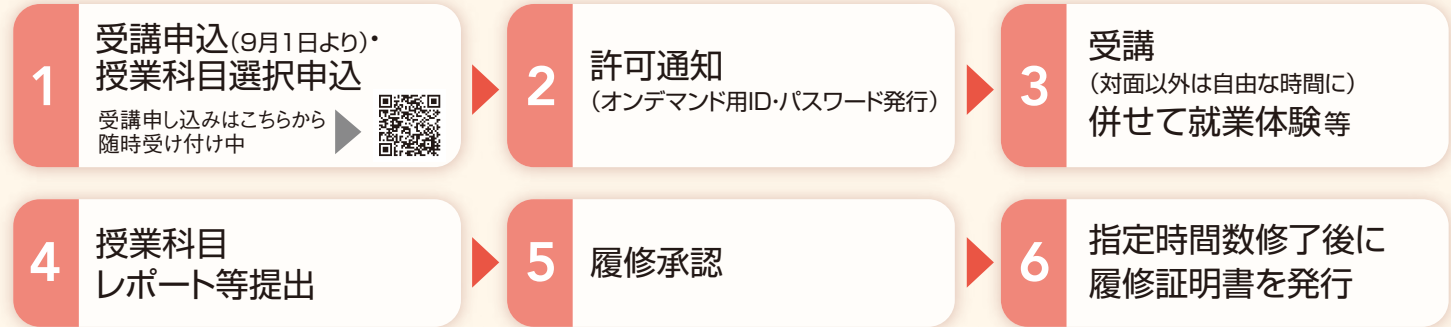 1
受講申込(9月1日より)・
授業科目選択申込
受講申し込みはこちらから
随時受け付け中
2
許可通知
(オンデマンド用ID・パスワード発行)
3
受講
(対面以外は自由な時間に)
併せて就業体験等
4
授業科目
レポート等提出
5
履修承認
6
指定時間数修了後に
履修証明書を発行